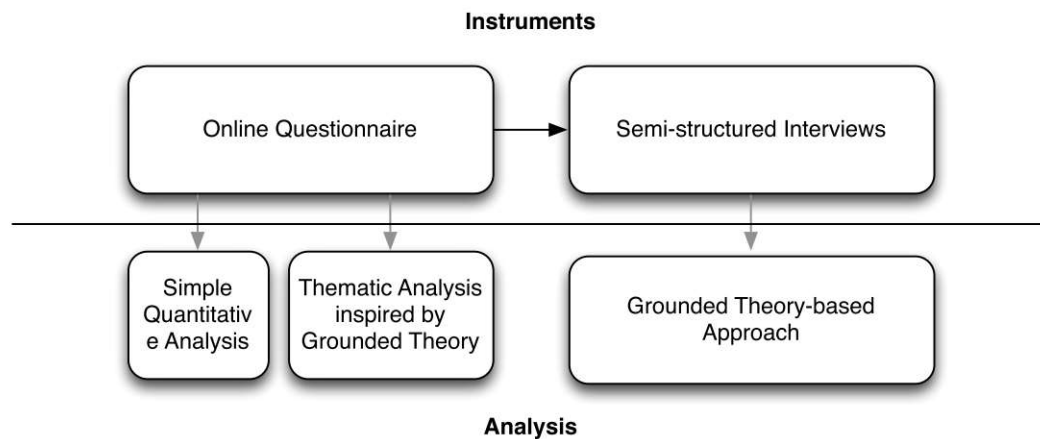 Instruments
Online Questionnaire
Semi-structured Interviews
Simple
Quantitativ
e Analysis
Thematic Analysis
inspired by
Grounded Theory
Grounded Theory-based
Approach
Analysis